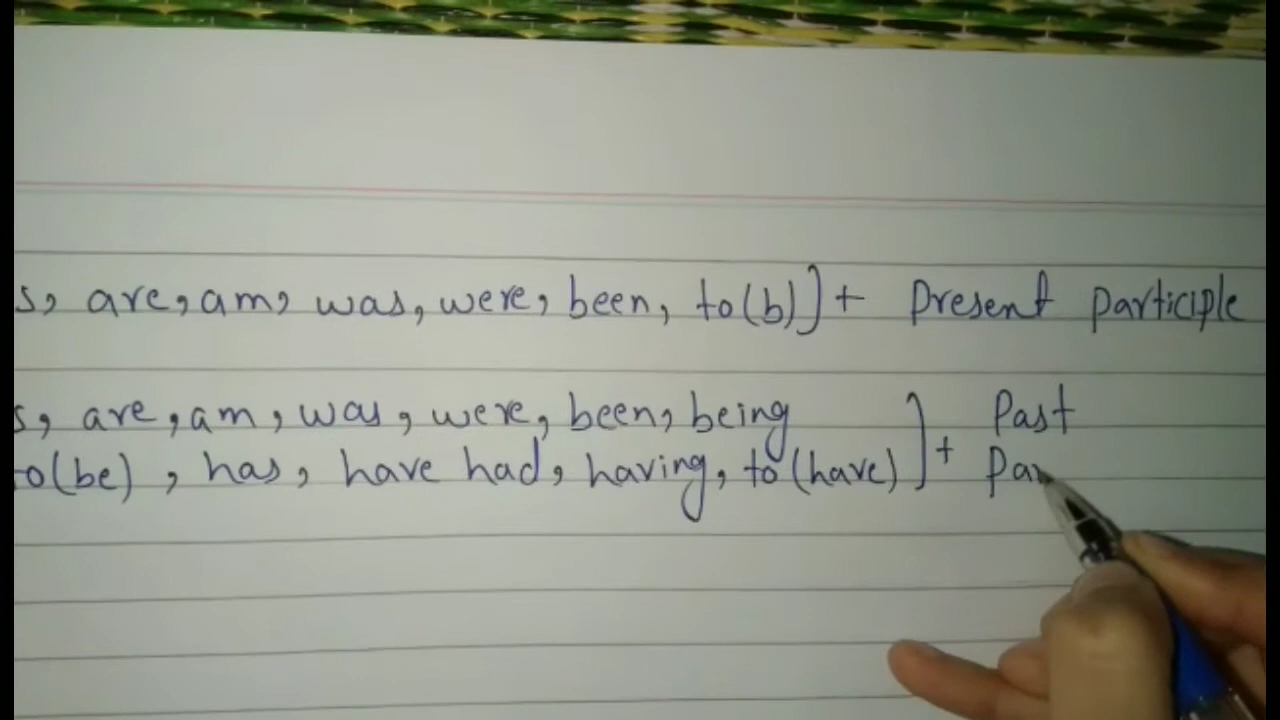 s, are, am, was, were, been, to(b)] + Present participle
s, are, am, was, were, been, being ] + Past
to(be), has, have had, having, to(have) Pa